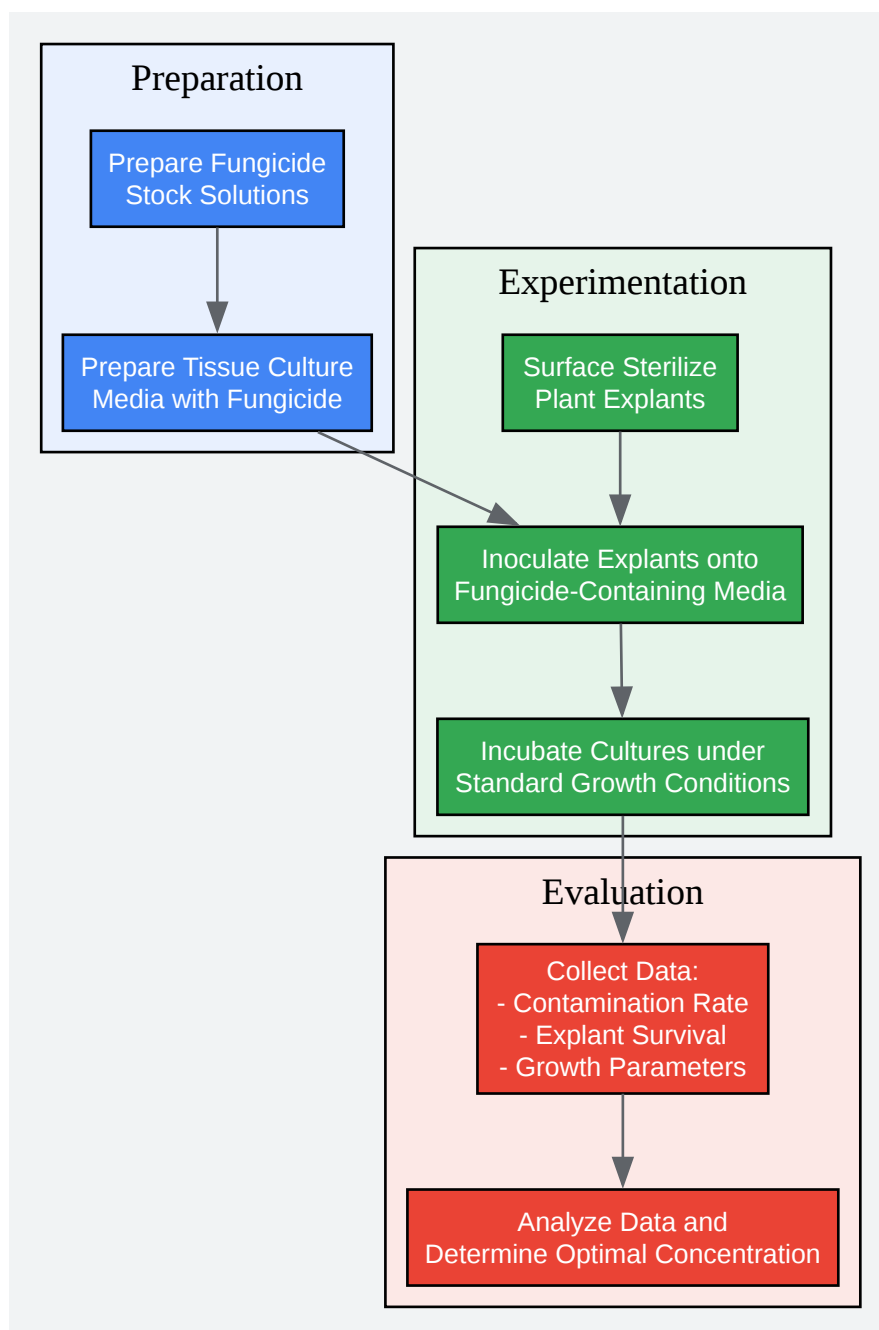 Preparation
Prepare Fungicide
Stock Solutions
Prepare Tissue Culture
Media with Fungicide
Experimentation
Surface Sterilize
Plant Explants
Inoculate Explants onto
Fungicide-Containing Media
Incubate Cultures under
Standard Growth Conditions
Evaluation
Collect Data:
- Contamination Rate
- Explant Survival
- Growth Parameters
Analyze Data and
Determine Optimal Concentration